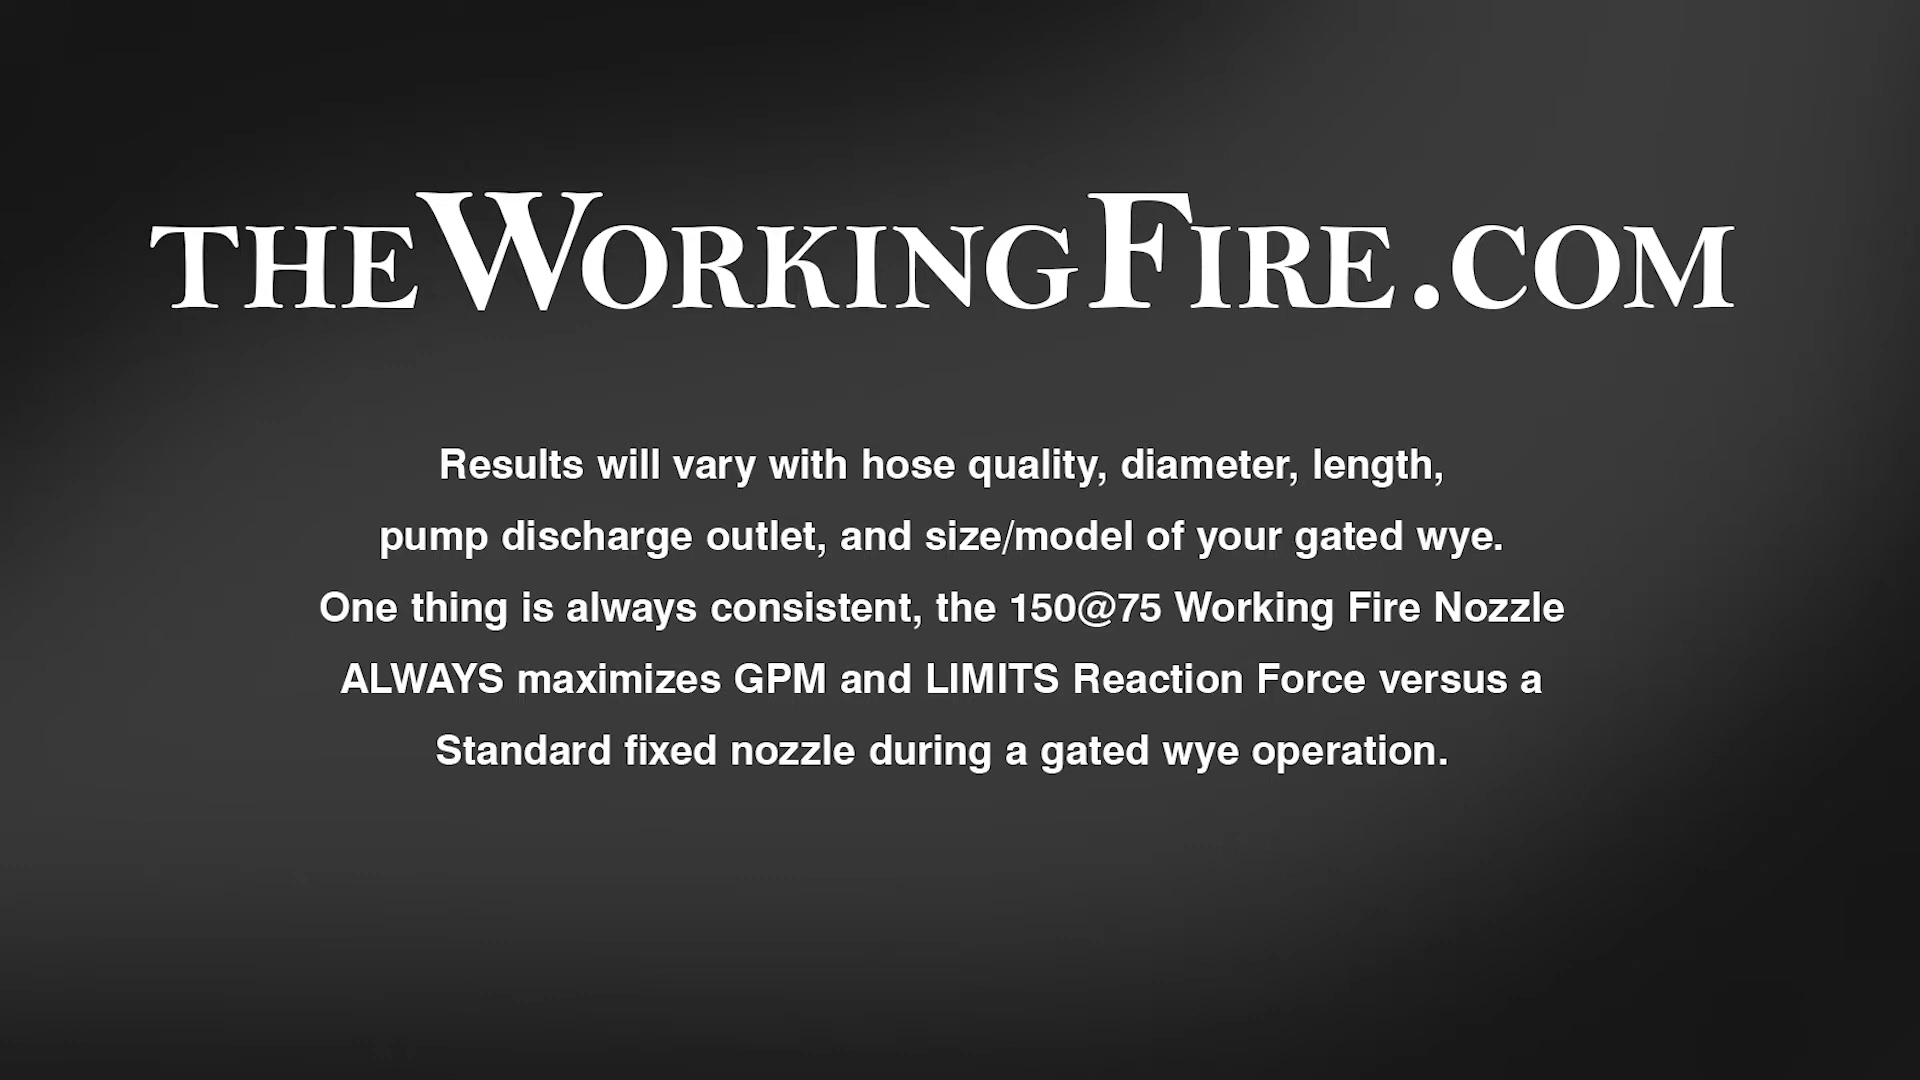 THEWORKINGFIRE.COM
Results will vary with hose quality, diameter, length,
pump discharge outlet, and size/model of your gated wye.
One thing is always consistent, the 150@75 Working Fire Nozzle
ALWAYS maximizes GPM and LIMITS Reaction Force versus a
Standard fixed nozzle during a gated wye operation.